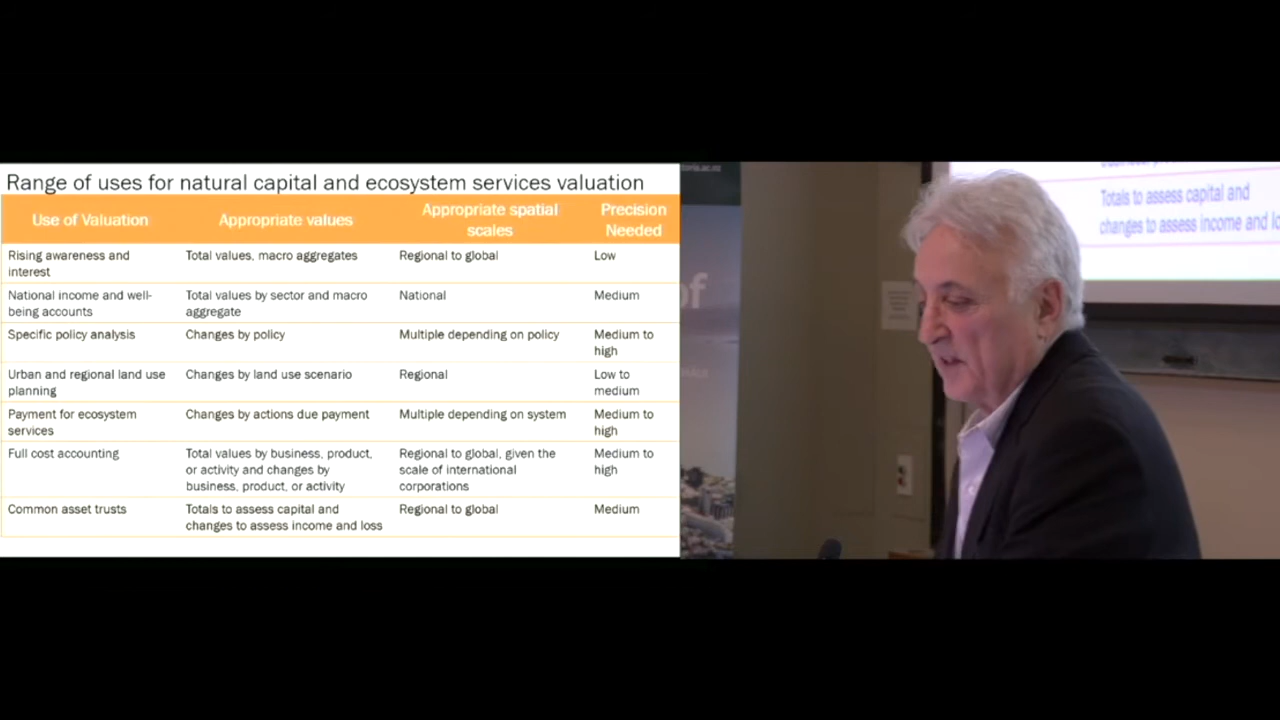 Range of uses for natural capital and ecosystem services valuation
Use of Valuation
Appropriate values
Appropriate spatial
scales
Precision
Needed
Rising awareness and
interest
Total values, macro aggregates
Regional to global
Low
National income and well-
being accounts
Total values by sector and macro
aggregate
National
Medium
Specific policy analysis
Changes by policy
Multiple depending on policy
Medium to
high
Urban and regional land use
planning
Changes by land use scenario
Regional
Low to
medium
Payment for ecosystem
services
Changes by actions due payment
Multiple depending on system
Medium to
high
Full cost accounting
Total values by business, product,
or activity and changes by
business, product, or activity
Regional to global, given the
scale of international
corporations
Medium to
high
Common asset trusts
Totals to assess capital and
changes to assess income and loss
Regional to global
Medium
toria.ac.nz
of
Totals to assess capital and
changes to assess income and lo